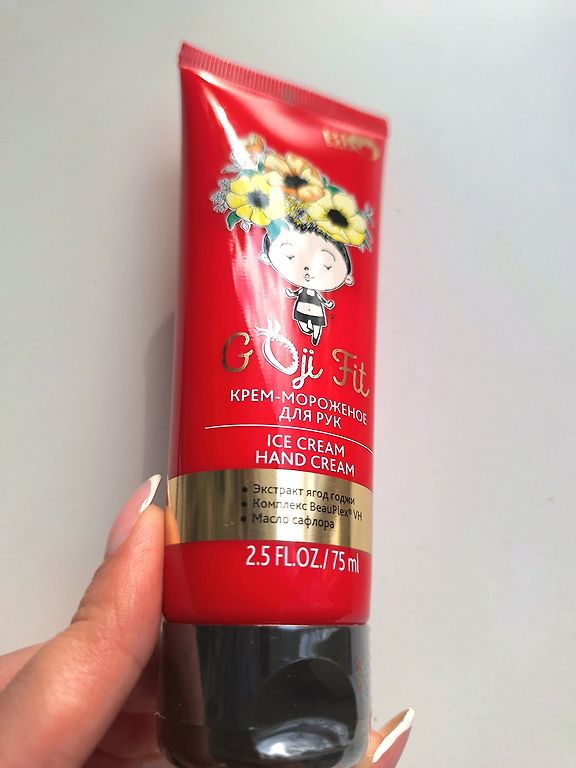 Goji Fit
КРЕМ-МОРОЖЕНОЕ
ДЛЯ РУК
ICE CREAM
HAND CREAM
• Экстракт ягод годжи
• Комплекс BeauPlex® VH
• Масло сафлора
2.5 FL.OZ./ 75 ml